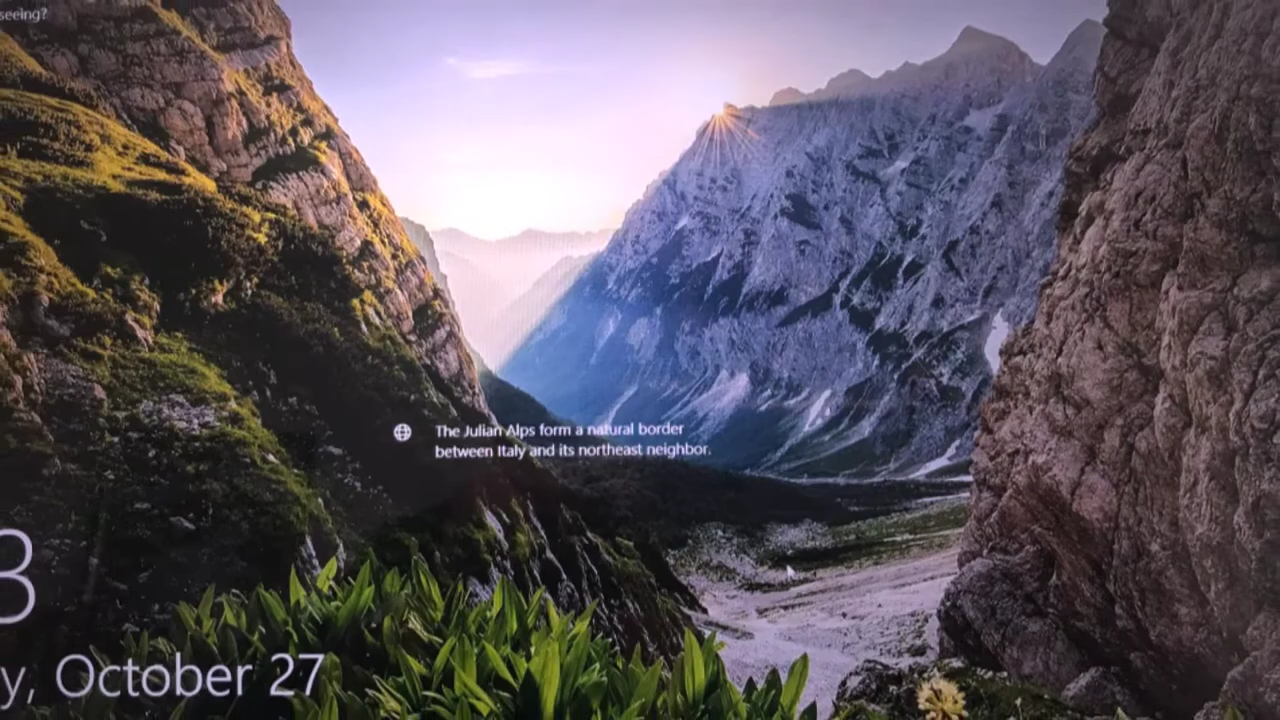 seeing?
The Julian Alps form a natural border
between Italy and its northeast neighbor.
3
y, October 27